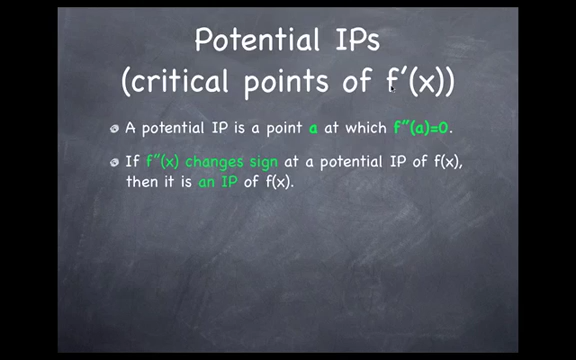 Potential IPs
(critical points of f′(x))
A potential IP is a point a at which f″(a)=0.
If f″(x) changes sign at a potential IP of f(x),
then it is an IP of f(x).